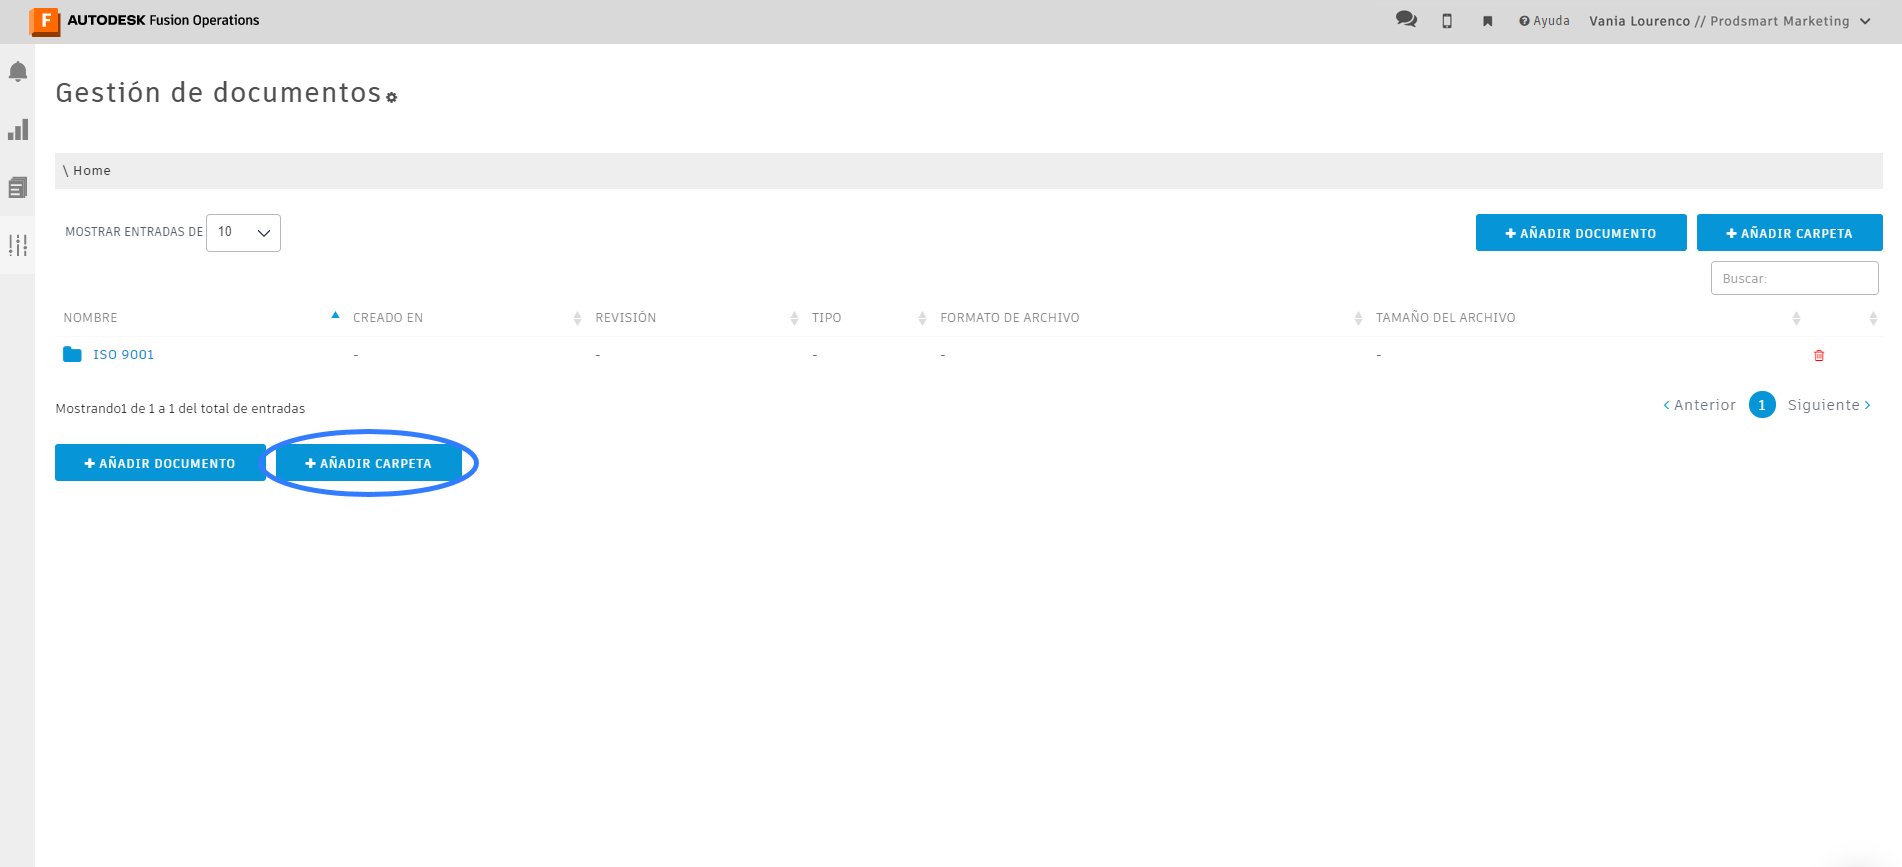 F AUTODESK Fusion Operations
Ayuda Vania Lourenco // Prodsmart Marketing
Gestión de documentos
\ Home
MOSTRAR ENTRADAS DE 10
AÑADIR DOCUMENTO AÑADIR CARPETA
Buscar:
NOMBRE CREADO EN REVISIÓN TIPO FORMATO DE ARCHIVO TAMAÑO DEL ARCHIVO
ISO 9001 - - - - -
Mostrando1 de 1 a 1 del total de entradas
Anterior 1 Siguiente
AÑADIR DOCUMENTO AÑADIR CARPETA